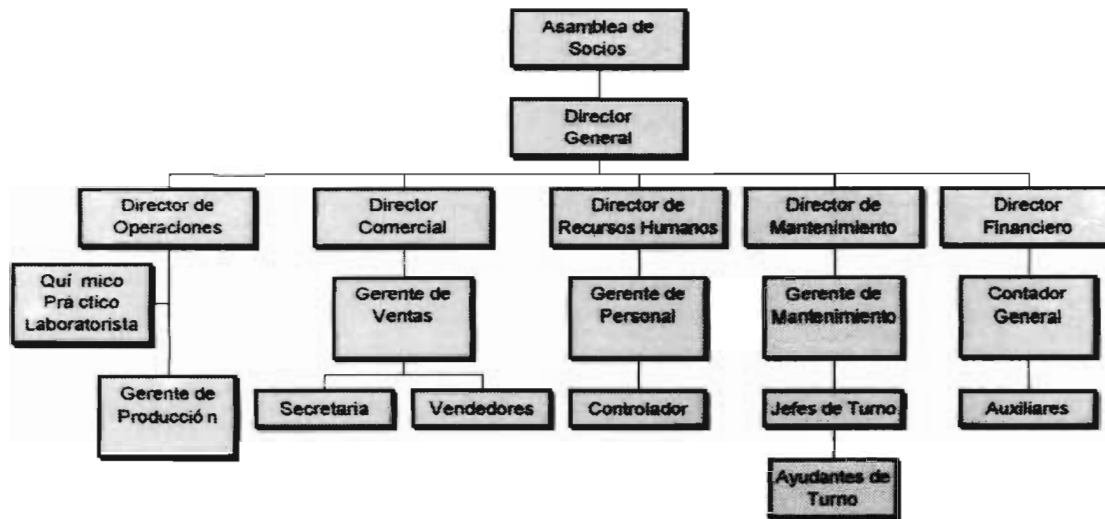 Asamblea de
Socios
Director
General
Director de
Operaciones
Director
Comercial
Director de
Recursos Humanos
Director de
Mantenimiento
Director
Financiero
Quí mico
Prá ctico
Laboratorista
Gerente de
Ventas
Gerente de
Personal
Gerente de
Mantenimiento
Contador
General
Gerente de
Producció n
Secretaria
Vendedores
Controlador
Jefes de Turno
Auxiliares
Ayudantes de
Turno